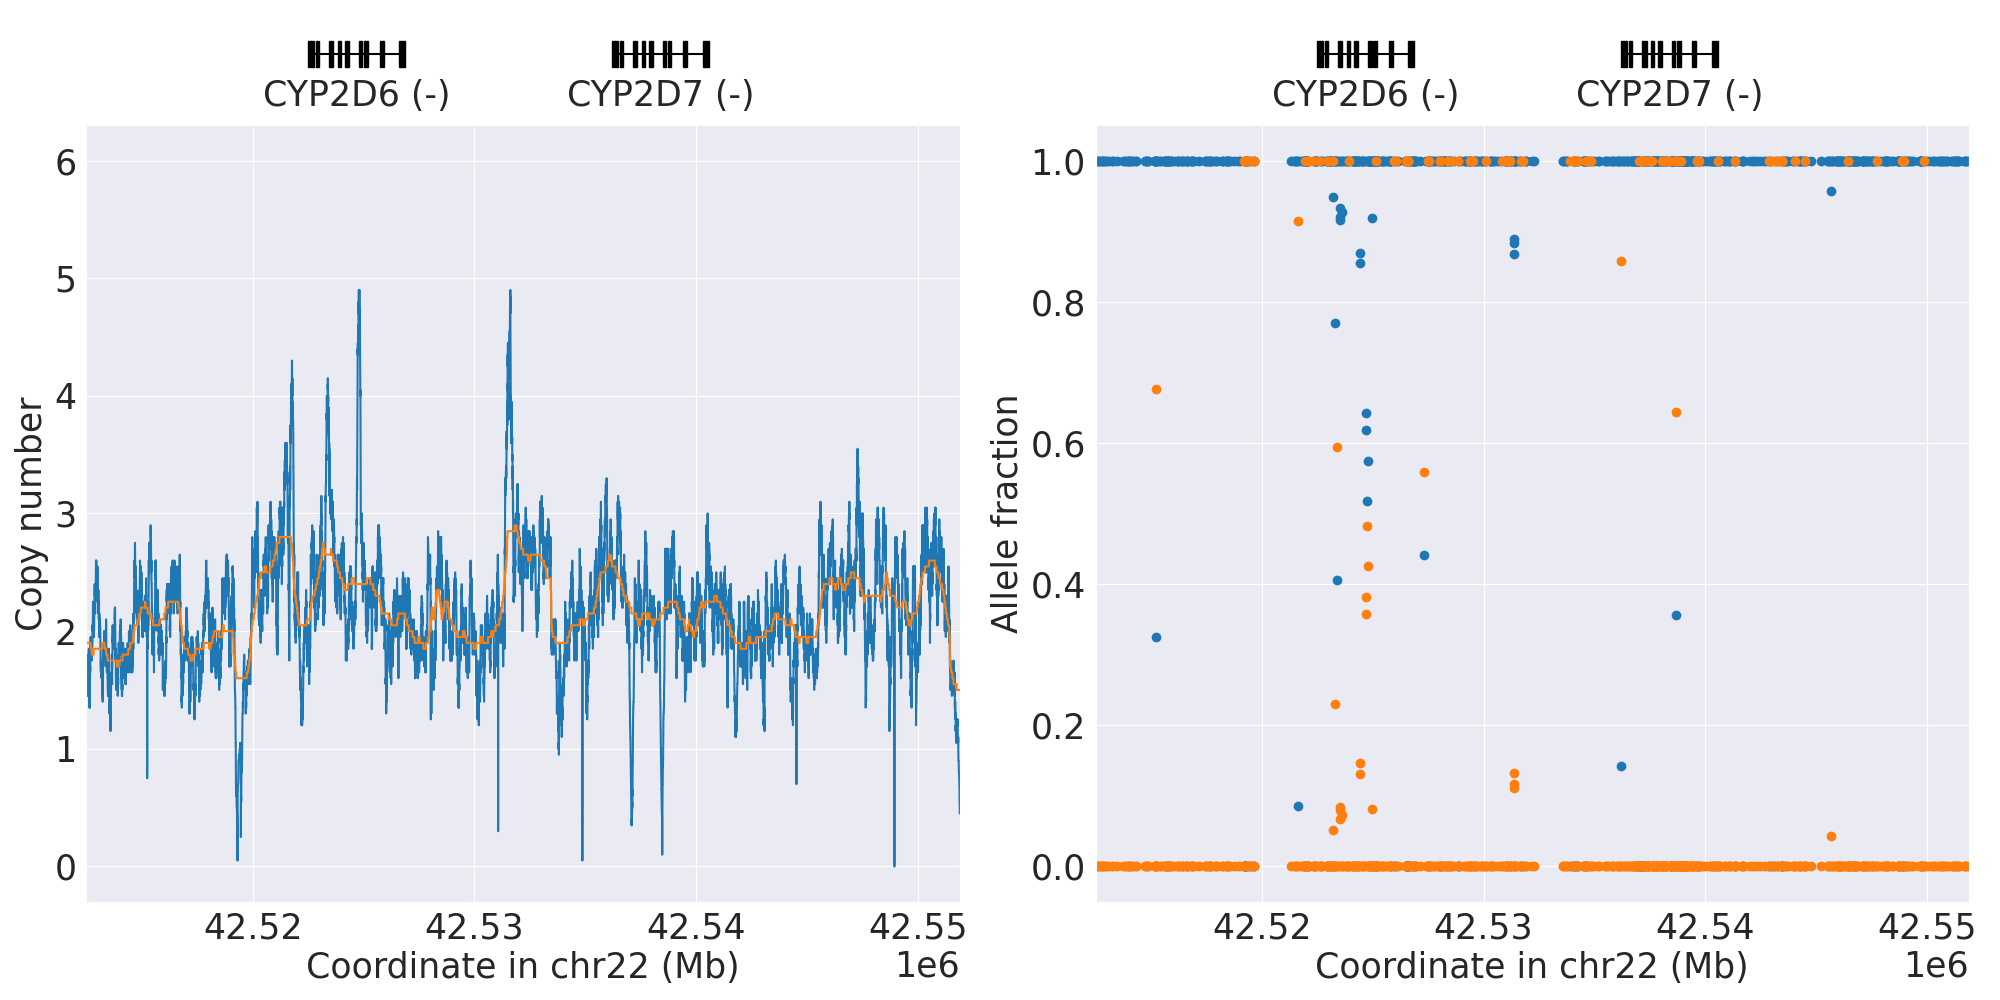 CYP2D6 (-) CYP2D7 (-)
6
5
4
3
2
1
0
Copy number
42.52 42.53 42.54 42.55
Coordinate in chr22 (Mb) 1e6
CYP2D6 (-) CYP2D7 (-)
1.0
0.8
0.6
0.4
0.2
0.0
Allele fraction
42.52 42.53 42.54 42.55
Coordinate in chr22 (Mb) 1e6